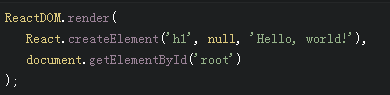 ReactDOM.render(
  React.createElement('h1', null, 'Hello, world!'),
  document.getElementById('root')
);